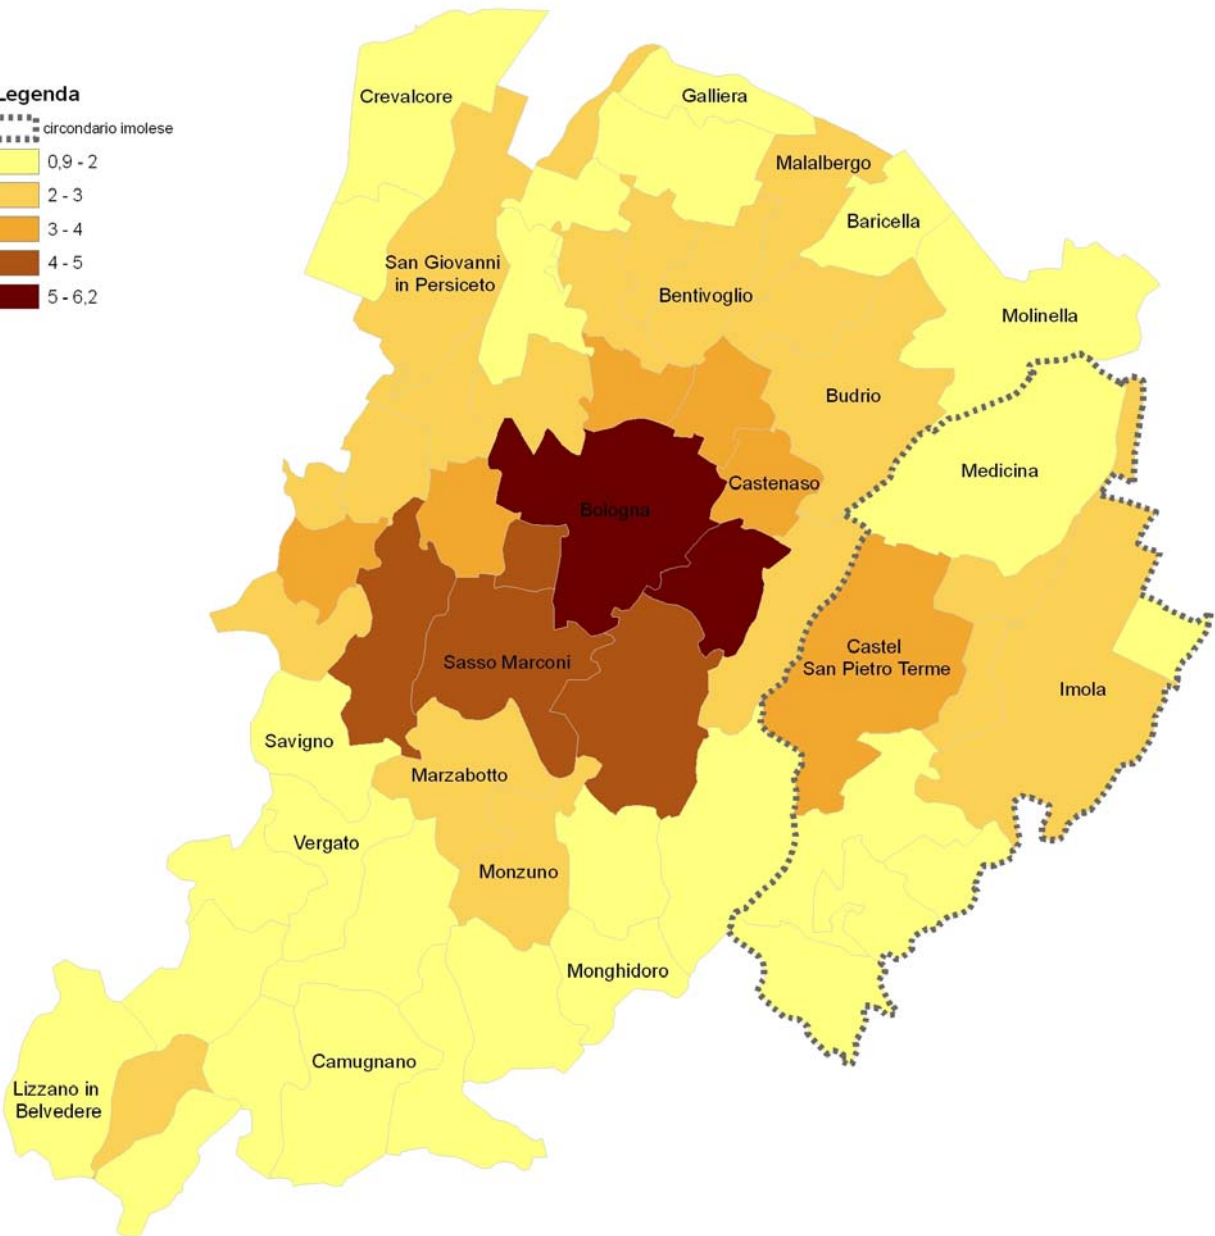 Legenda
circondario imolese
0,9 - 2
2 - 3
3 - 4
4 - 5
5 - 6,2
Crevalcore
Galliera
Malalbergo
Baricella
San Giovanni
in Persiceto
Bentivoglio
Molinella
Budrio
Medicina
Castenaso
Bologna
Castel
San Pietro Terme
Sasso Marconi
Imola
Savigno
Marzabotto
Vergato
Monzuno
Monghidoro
Camugnano
Lizzano in
Belvedere